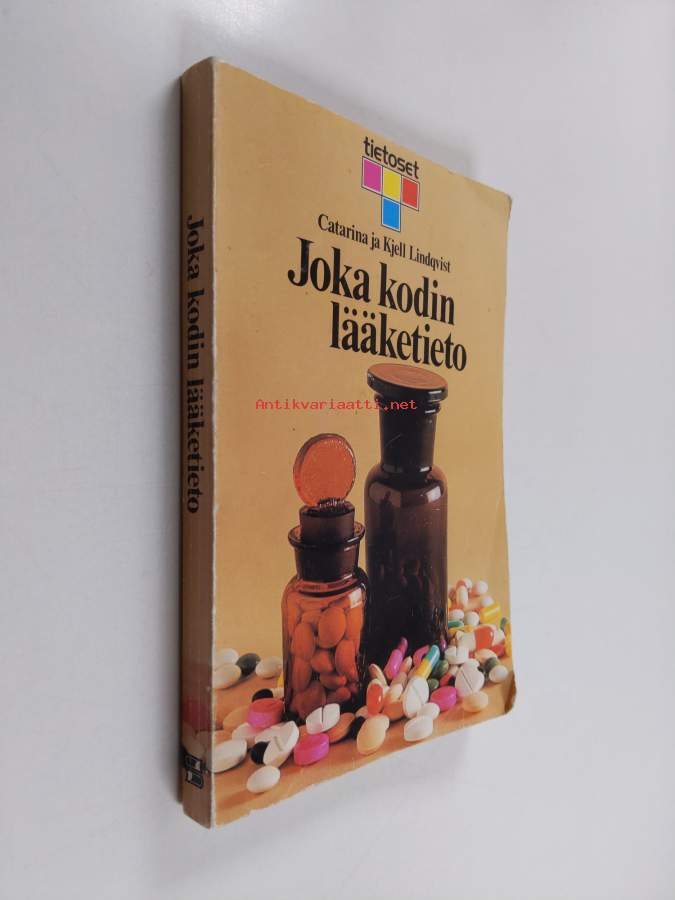 tietoset
Catarina ja Kjell Lindqvist
Joka kodin
lääketieto
Antikvariaatti.net
Joka kodin lääketieto